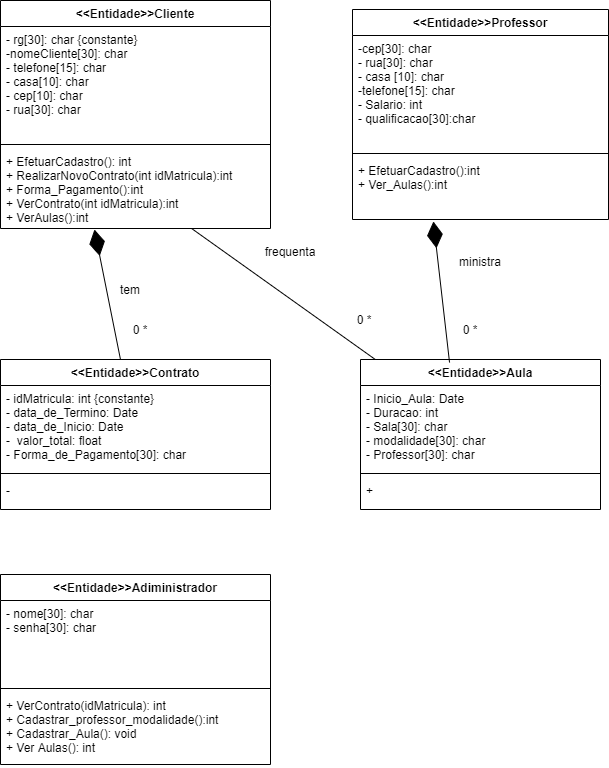 <<Entidade>>Cliente
- rg[30]: char {constante}
-nomeCliente[30]: char
- telefone[15]: char
- casa[10]: char
- cep[10]: char
- rua[30]: char
+ EfetuarCadastro(): int
+ RealizarNovoContrato(int idMatricula):int
+ Forma_Pagamento():int
+ VerContrato(int idMatricula):int
+ VerAulas():int
<<Entidade>>Professor
-cep[30]: char
- rua[30]: char
- casa [10]: char
-telefone[15]: char
- Salario: int
- qualificacao[30]:char
+ EfetuarCadastro():int
+ Ver_Aulas():int
frequenta
ministra
tem
0 *
0 *
0 *
<<Entidade>>Contrato
- idMatricula: int {constante}
- data_de_Termino: Date
- data_de_Inicio: Date
- valor_total: float
- Forma_de_Pagamento[30]: char
-
<<Entidade>>Aula
- Inicio_Aula: Date
- Duracao: int
- Sala[30]: char
- modalidade[30]: char
- Professor[30]: char
+
<<Entidade>>Adiministrador
- nome[30]: char
- senha[30]: char
+ VerContrato(idMatricula): int
+ Cadastrar_professor_modalidade():int
+ Cadastrar_Aula(): void
+ Ver Aulas(): int